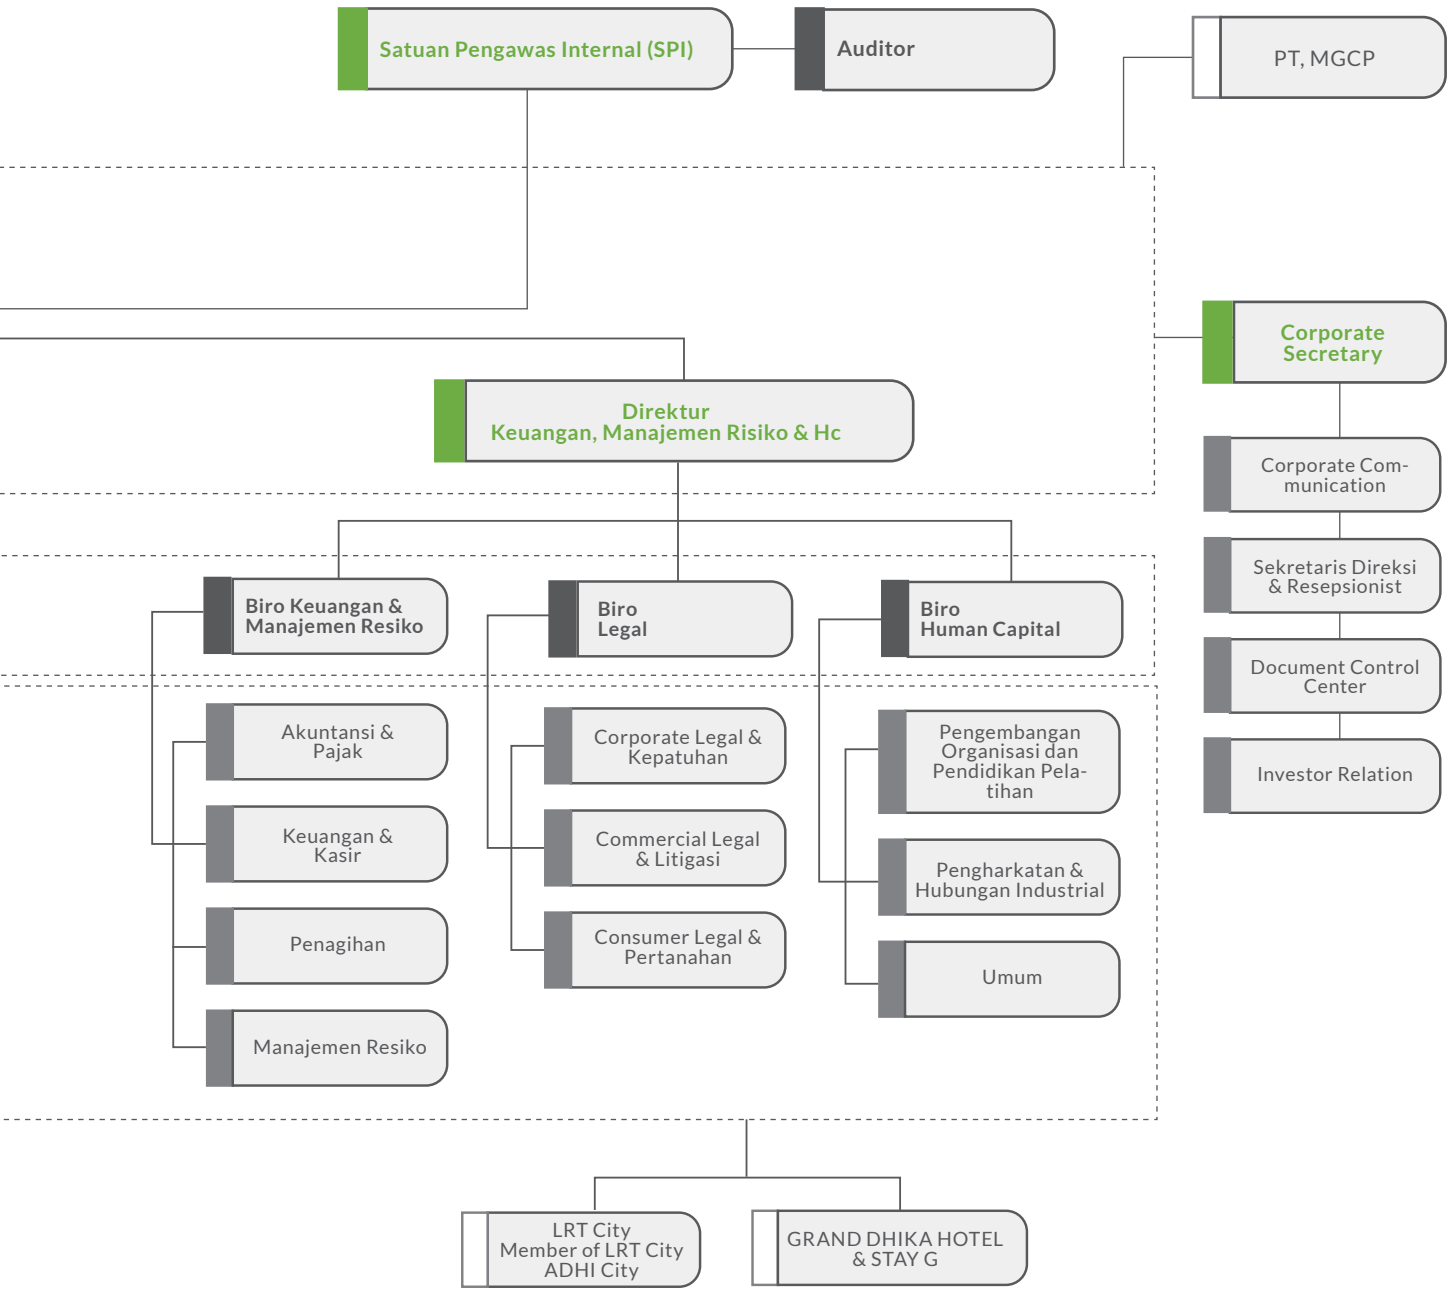 Satuan Pengawas Internal (SPI)
Auditor
PT, MGCP
Corporate
Secretary
Direktur
Keuangan, Manajemen Risiko & Hc
Corporate Com-
munication
Sekretaris Direksi
& Resepsionist
Document Control
Center
Investor Relation
Biro Keuangan &
Manajemen Resiko
Biro
Legal
Biro
Human Capital
Akuntansi &
Pajak
Keuangan &
Kasir
Penagihan
Manajemen Resiko
Corporate Legal &
Kepatuhan
Commercial Legal
& Litigasi
Consumer Legal &
Pertanahan
Pengembangan
Organisasi dan
Pendidikan Pela-
tihan
Pengharkatan &
Hubungan Industrial
Umum
LRT City
Member of LRT City
ADHI City
GRAND DHIKA HOTEL
& STAY G